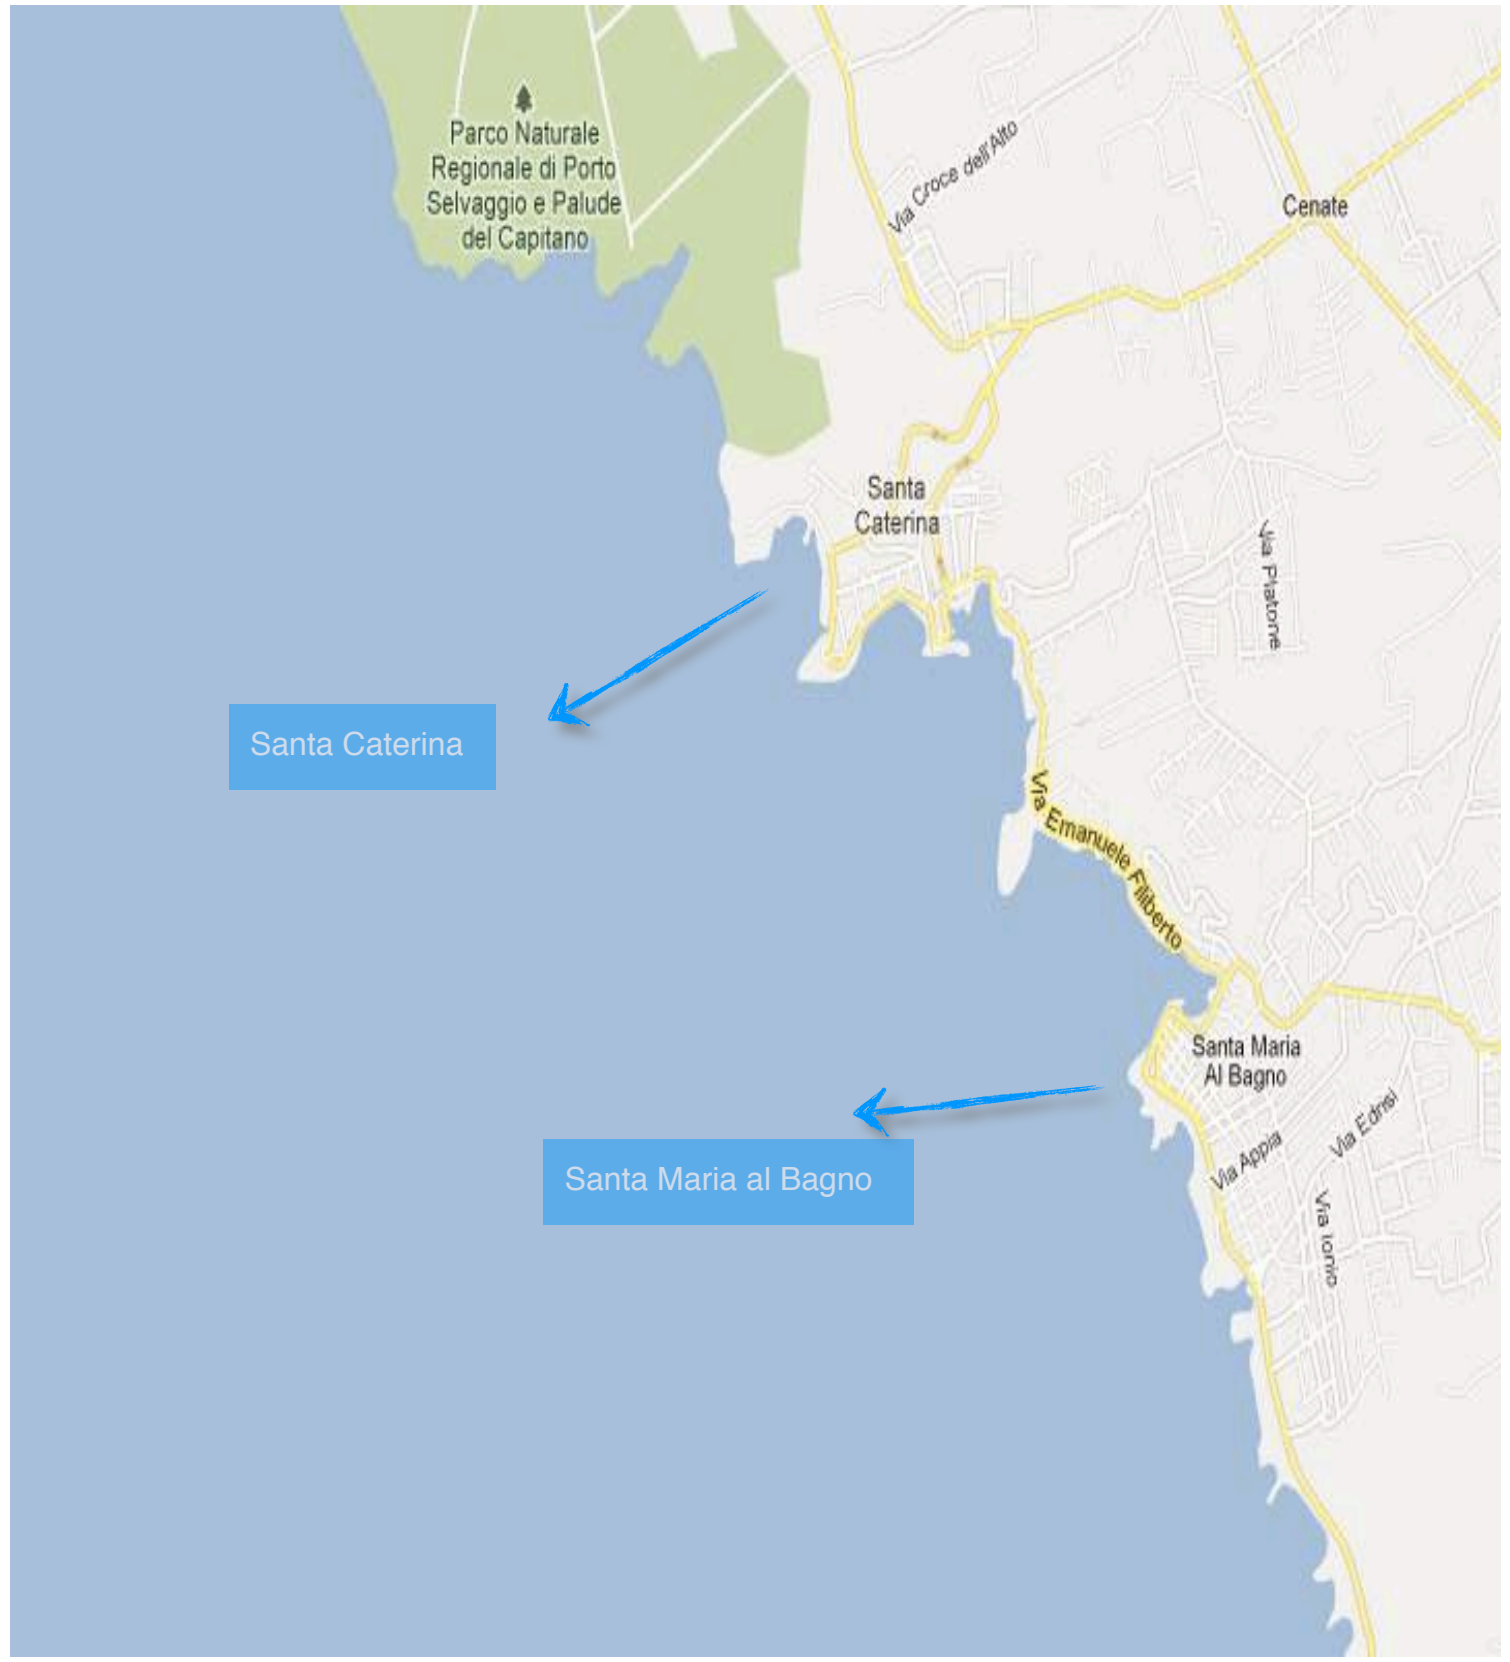 Parco Naturale
Regionale di Porto
Selvaggio e Palude
del Capitano
Via Croce dell'Alto
Cenate
Santa
Caterina
Via Platone
Santa Caterina
Via Emanuele Filiberto
Santa Maria
Al Bagno
Via Edrisi
Via Appia
Santa Maria al Bagno
Via Ionio